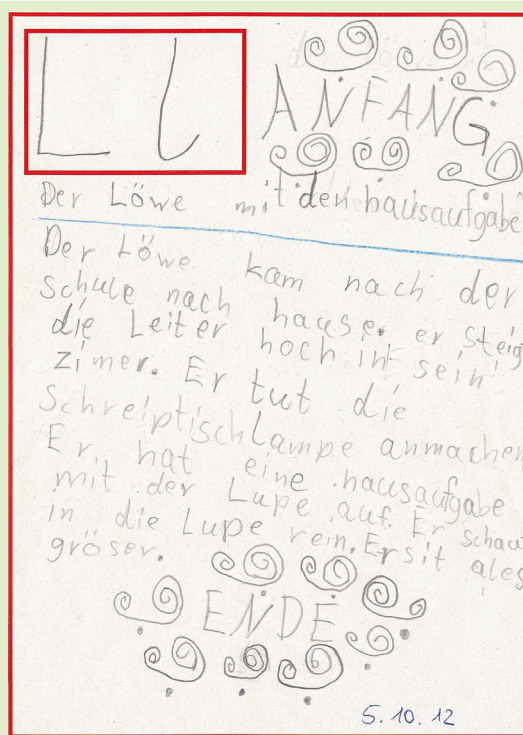 L l
ANFANG
Der Löwe mit den hausaufgabe
Der Löwe kam nach der
Schule nach hause. er steig
die Leiter hoch in sein
zimer. Er tut die
Schreiptischlampe anmachen
Er hat eine hausaufgabe
mit der Lupe auf. Er schau
in die Lupe rein. Er sit ales
gröser.
ENDE
5.10.12